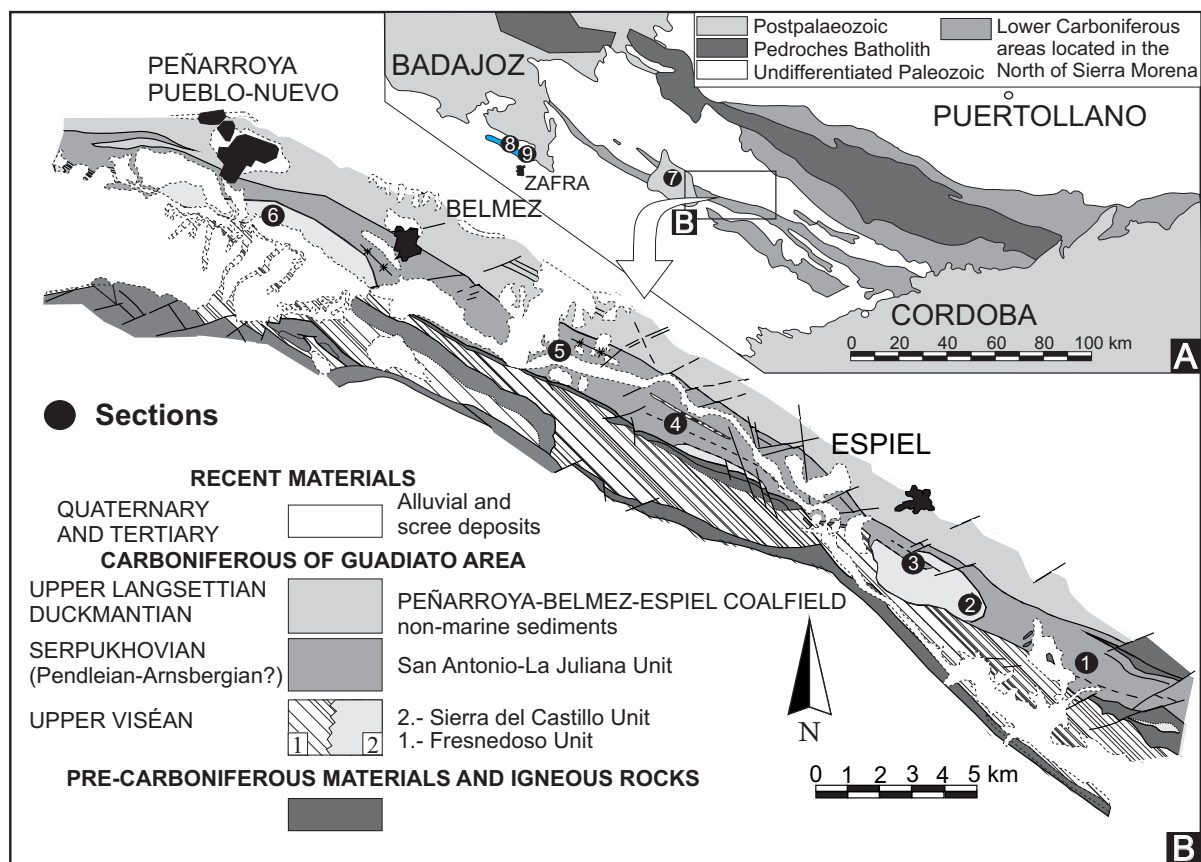 PEÑARROYA
PUEBLO-NUEVO
BELMEZ
6
5
4
ESPIEL
3
2
1
BADAJOZ
8
9
ZAFRA
7
B
Postpalaeozoic
Pedroches Batholith
Undifferentiated Paleozoic
Lower Carboniferous
areas located in the
North of Sierra Morena
PUERTOLLANO
CORDOBA
0 20 40 60 80 100 km
A
Sections
RECENT MATERIALS
QUATERNARY
AND TERTIARY
Alluvial and
scree deposits
CARBONIFEROUS OF GUADIATO AREA
UPPER LANGSETTIAN
DUCKMANTIAN
PEÑARROYA-BELMEZ-ESPIEL COALFIELD
non-marine sediments
SERPUKHOVIAN
(Pendleian-Arnsbergian?)
San Antonio-La Juliana Unit
UPPER VISÉAN
1 2
2.- Sierra del Castillo Unit
1.- Fresnedoso Unit
PRE-CARBONIFEROUS MATERIALS AND IGNEOUS ROCKS
N
0 1 2 3 4 5 km
B